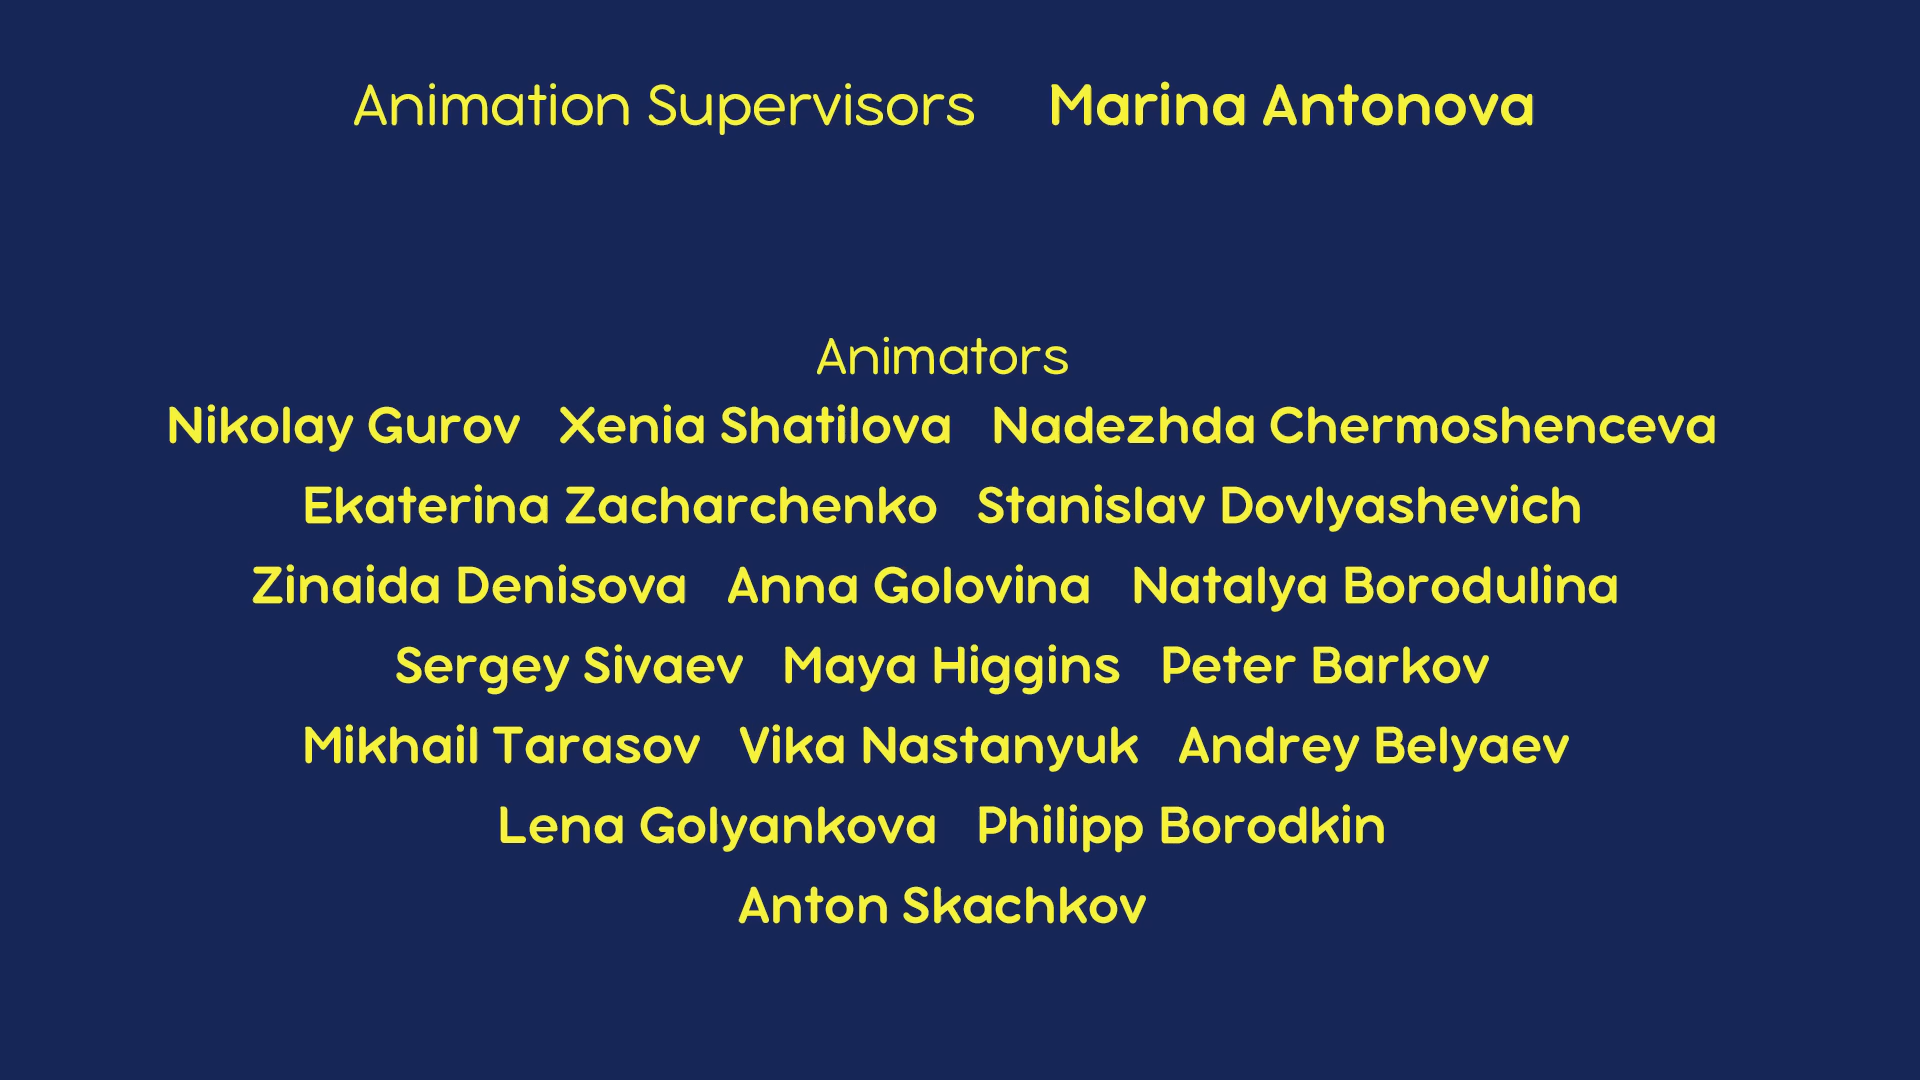 Animation Supervisors Marina Antonova
Animators
Nikolay Gurov Xenia Shatilova Nadezhda Chermoshenceva
Ekaterina Zacharchenko Stanislav Dovlyashevich
Zinaida Denisova Anna Golovina Natalya Borodulina
Sergey Sivaev Maya Higgins Peter Barkov
Mikhail Tarasov Vika Nastanyuk Andrey Belyaev
Lena Golyankova Philipp Borodkin
Anton Skachkov